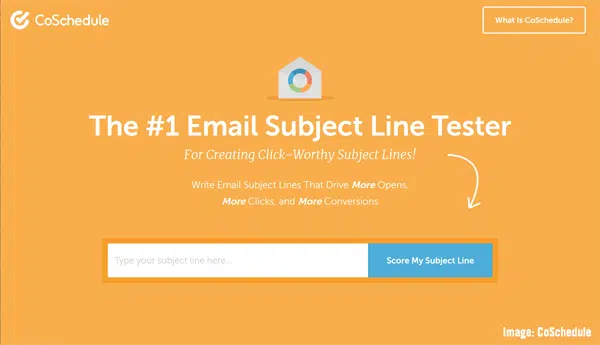 CoSchedule
What Is CoSchedule?
The #1 Email Subject Line Tester
For Creating Click–Worthy Subject Lines!
Write Email Subject Lines That Drive More Opens,
More Clicks, and More Conversions
Type your subject line here...
Score My Subject Line
Image: CoSchedule